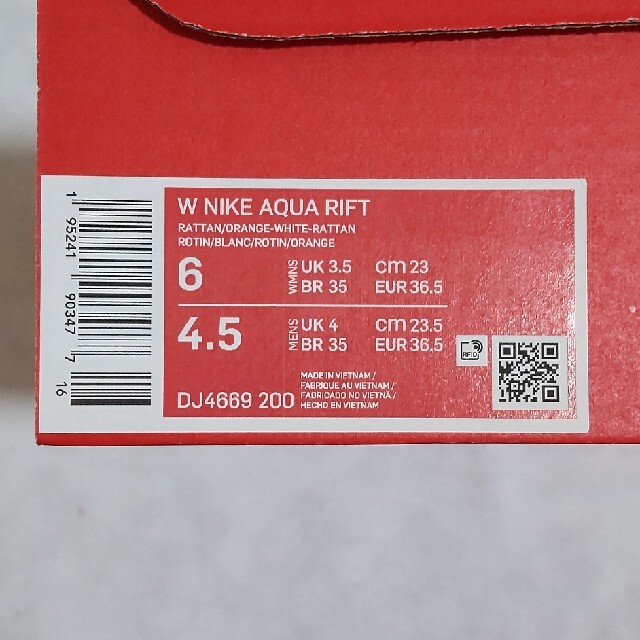 W NIKE AQUA RIFT
RATTAN/ORANGE-WHITE-RATTAN
ROTIN/BLANC/ROTIN/ORANGE
6 WMNS UK 3.5 cm 23
BR 35 EUR 36.5
4.5 MENS UK 4 cm 23.5
BR 35 EUR 36.5
RFID
DJ4669 200
MADE IN VIETNAM /
FABRIQUE AU VIETNAM /
FABRICADO NO VIETNÃ /
HECHO EN VIETNAM
1 95241 90347 7
16